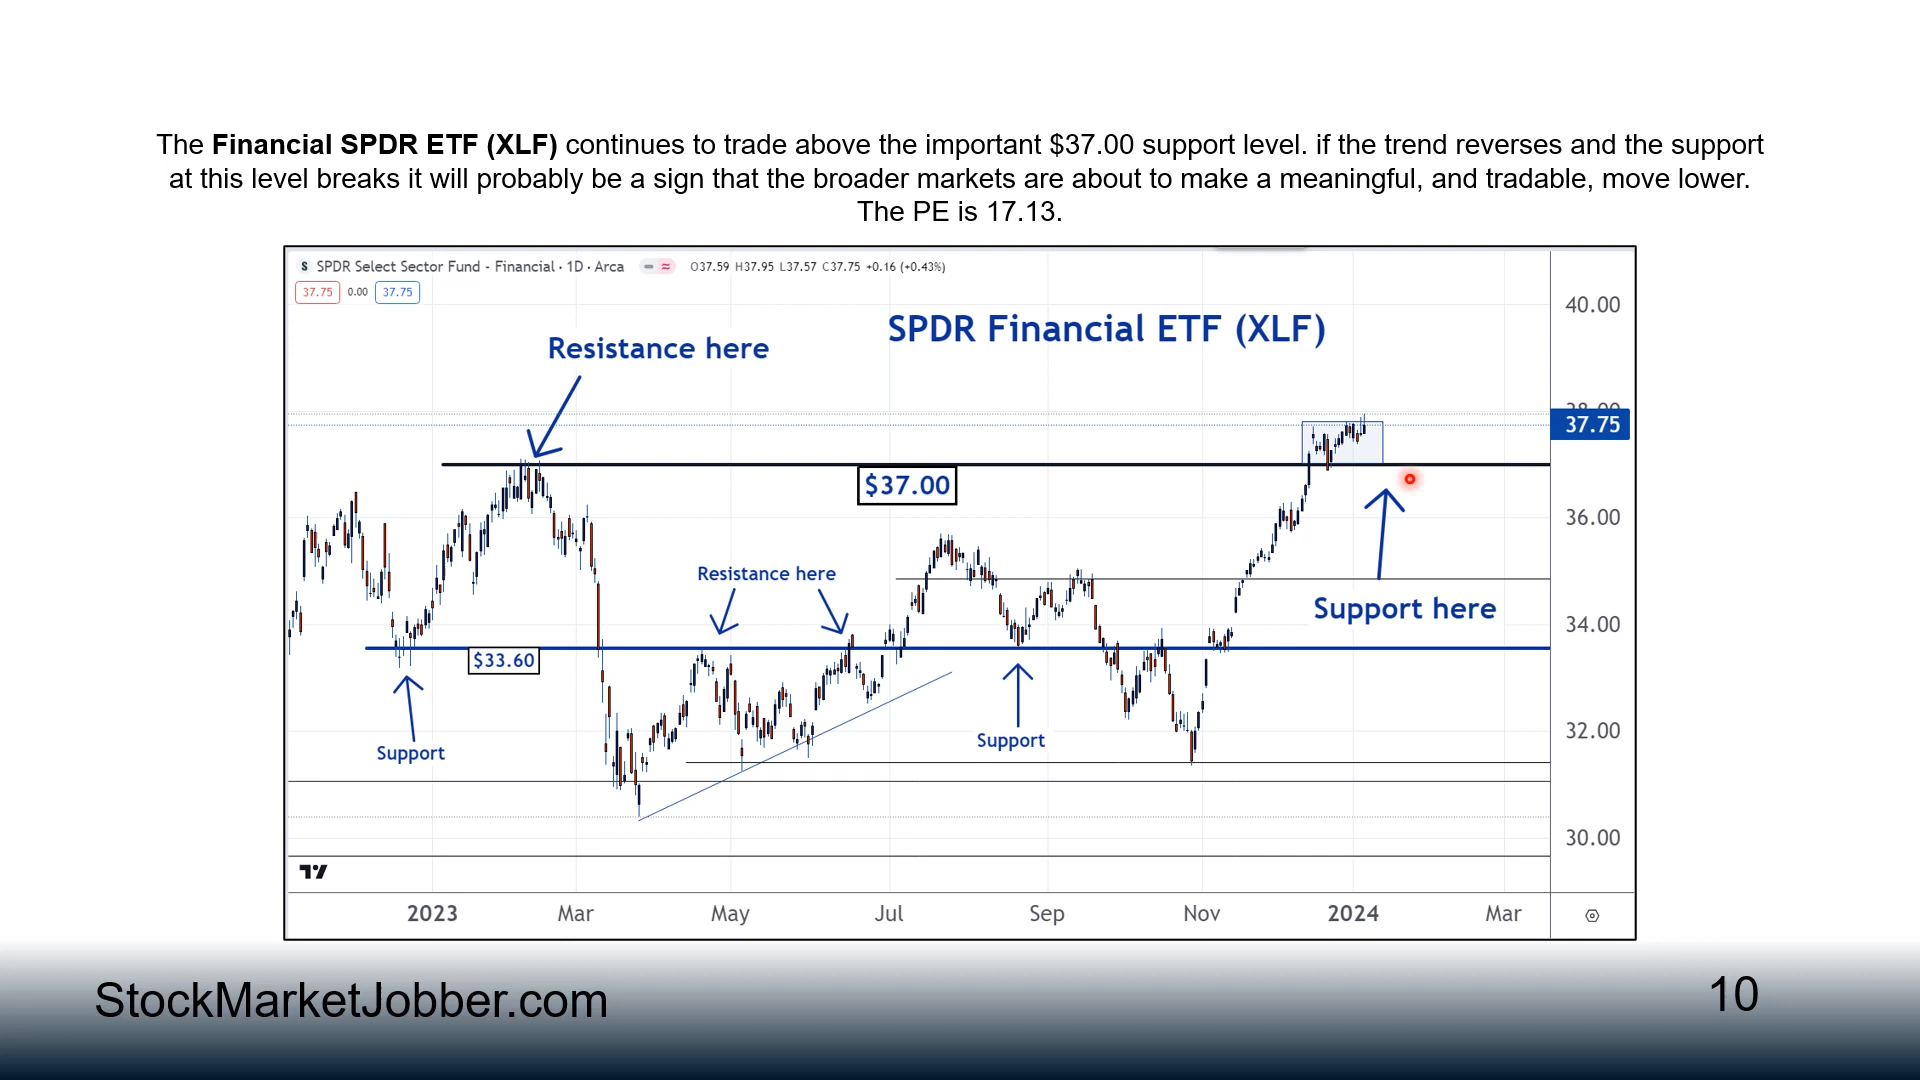 The Financial SPDR ETF (XLF) continues to trade above the important $37.00 support level. if the trend reverses and the support
at this level breaks it will probably be a sign that the broader markets are about to make a meaningful, and tradable, move lower.
The PE is 17.13.
S SPDR Select Sector Fund - Financial · 1D · Arca O37.59 H37.95 L37.57 C37.75 +0.16 (+0.43%)
37.75 0.00 37.75
40.00
SPDR Financial ETF (XLF)
Resistance here
38.00
37.75
$37.00
36.00
Resistance here
Support here
34.00
$33.60
Support
Support
32.00
30.00
2023 Mar May Jul Sep Nov 2024 Mar
StockMarketJobber.com
10